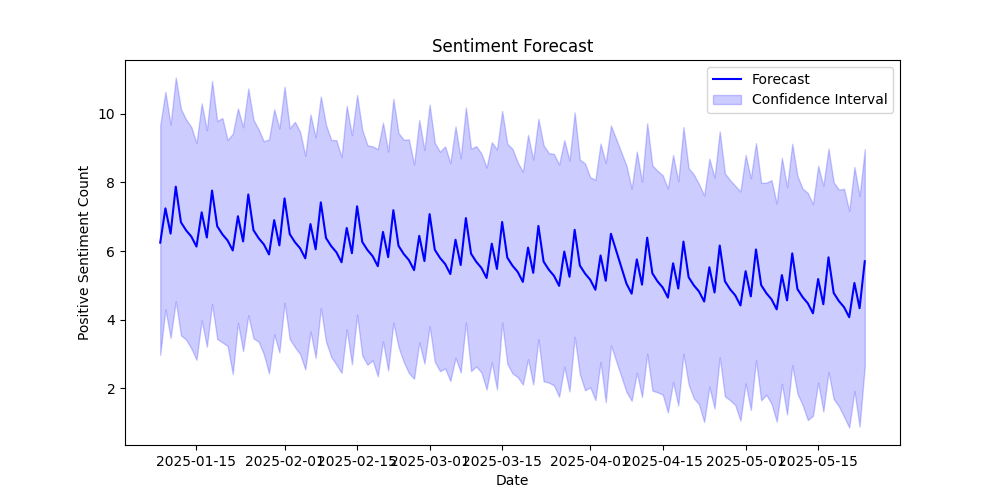 Sentiment Forecast
Forecast
Confidence Interval
Positive Sentiment Count
10
8
6
4
2
2025-01-15
2025-02-01
2025-02-15
2025-03-01
2025-03-15
2025-04-01
2025-04-15
2025-05-01
2025-05-15
Date